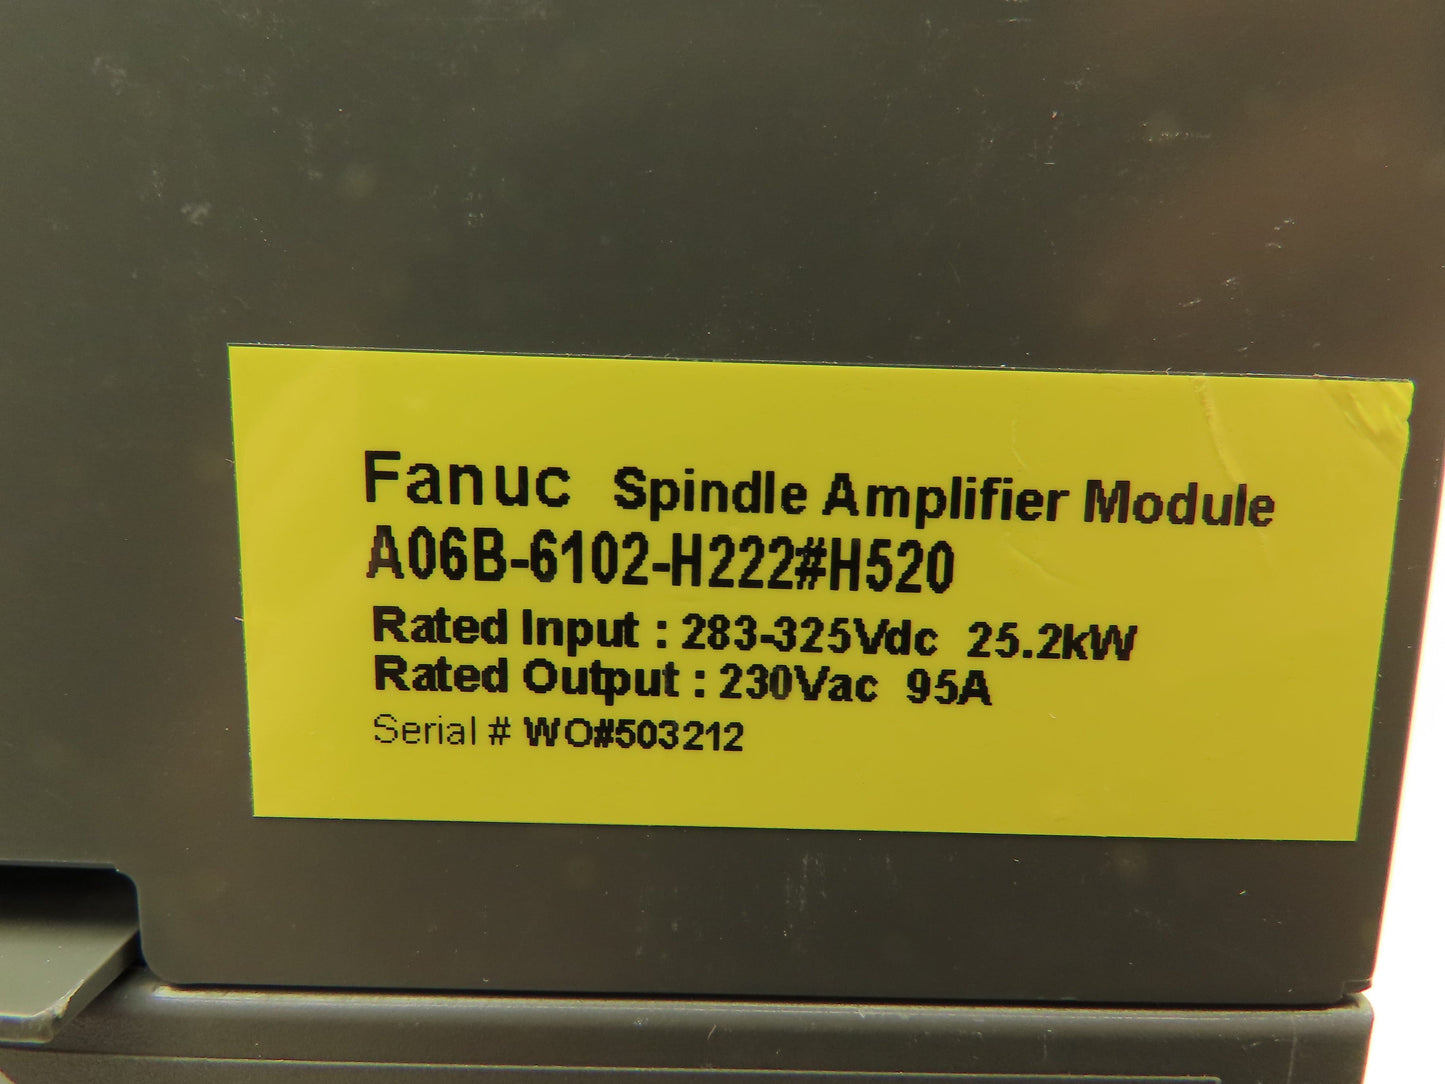 Fanuc Spindle Amplifier Module
A06B-6102-H222#H520
Rated Input : 283-325Vdc 25.2kW
Rated Output : 230Vac 95A
Serial # WO#503212